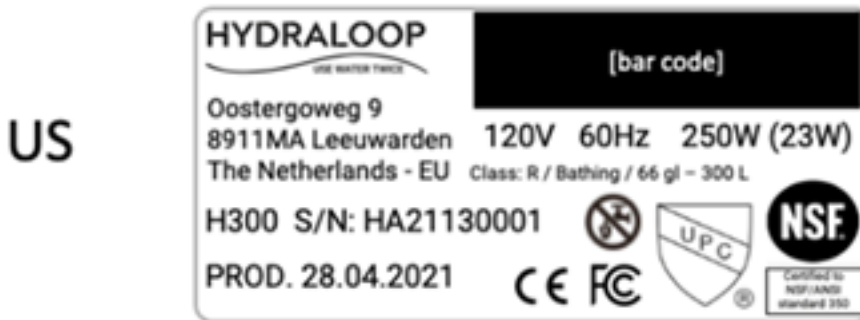 US
HYDRALOOP
USE WATER TWICE
[bar code]
Oostergoweg 9
8911MA Leeuwarden
The Netherlands - EU
120V 60Hz 250W (23W)
Class: R / Bathing / 66 gl – 300 L
H300 S/N: HA21130001
PROD. 28.04.2021
CE FC
UPC
®
NSF.
Certified to
NSF/ANSI
standard 350